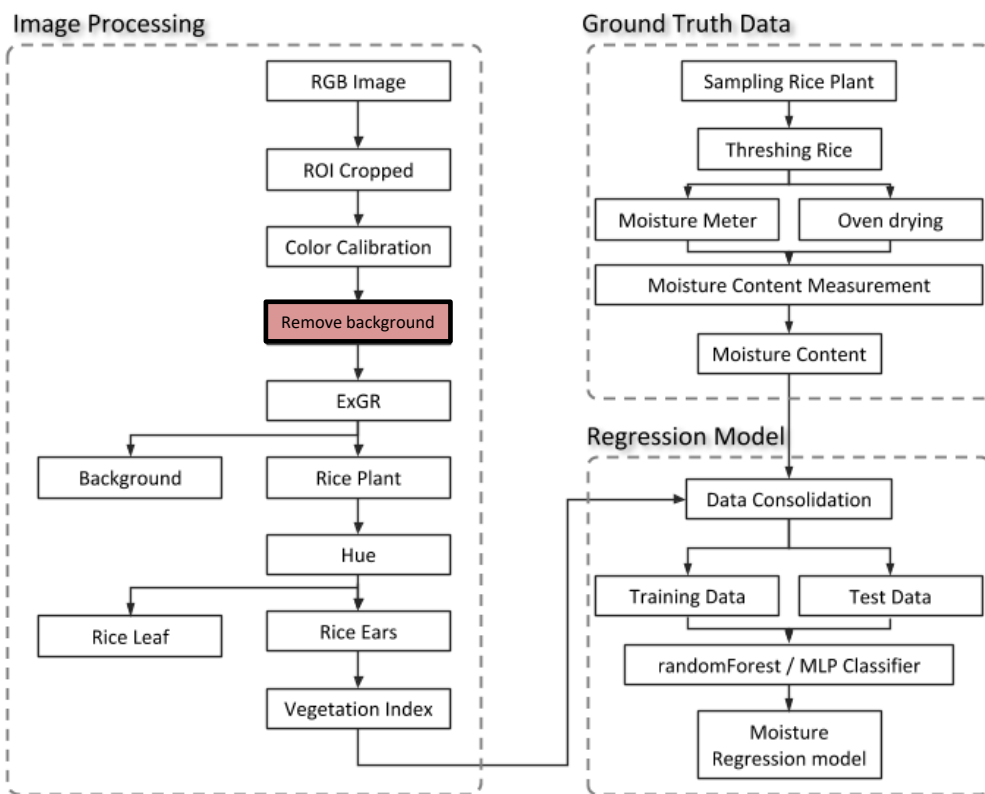 Image Processing
RGB Image
ROI Cropped
Color Calibration
Remove background
ExGR
Background
Rice Plant
Hue
Rice Leaf
Rice Ears
Vegetation Index
Ground Truth Data
Sampling Rice Plant
Threshing Rice
Moisture Meter
Oven drying
Moisture Content Measurement
Moisture Content
Regression Model
Data Consolidation
Training Data
Test Data
randomForest / MLP Classifier
Moisture
Regression model